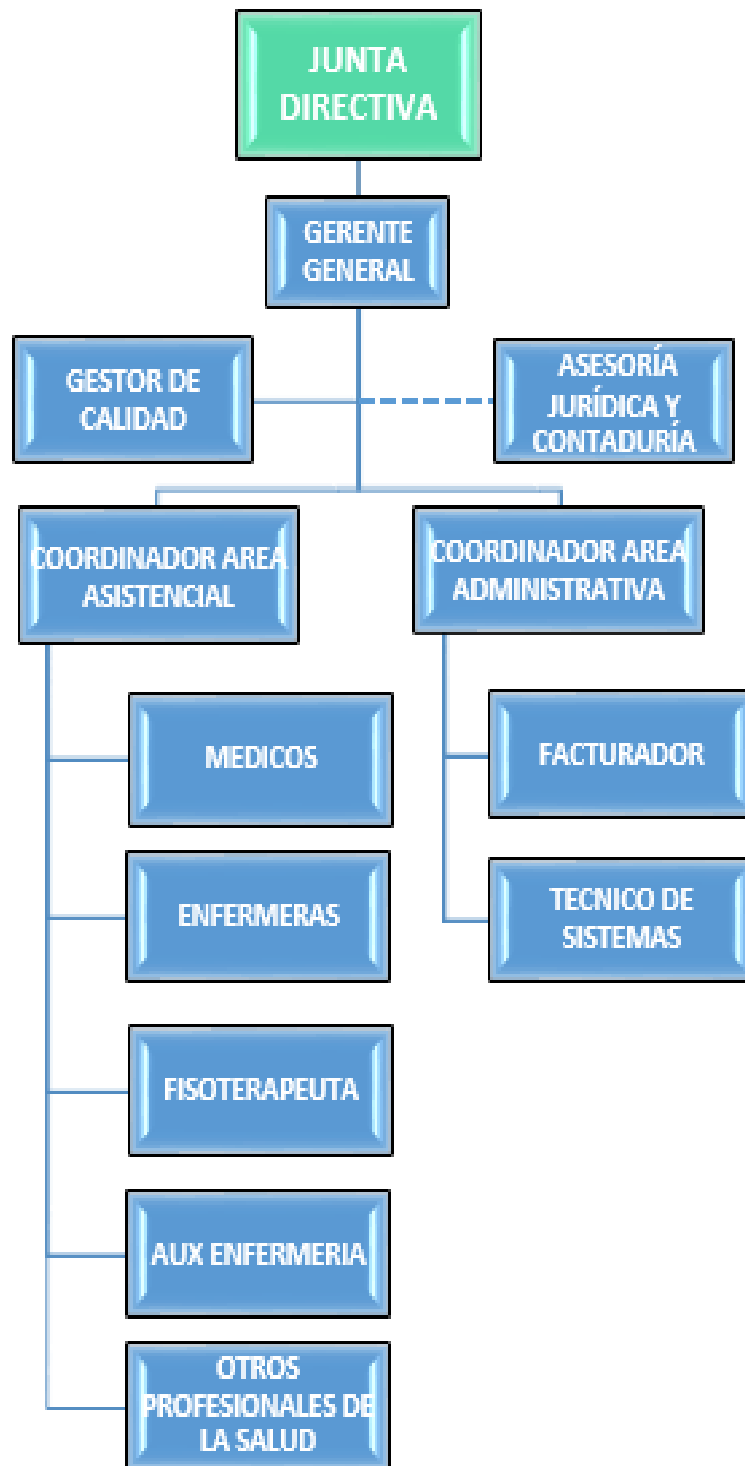 JUNTA
DIRECTIVA
GERENTE
GENERAL
GESTOR DE
CALIDAD
ASESORÍA
JURÍDICA Y
CONTADURÍA
COORDINADOR AREA
ASISTENCIAL
COORDINADOR AREA
ADMINISTRATIVA
MEDICOS
ENFERMERAS
FISOTERAPEUTA
AUX ENFERMERIA
OTROS
PROFESIONALES DE
LA SALUD
FACTURADOR
TECNICO DE
SISTEMAS